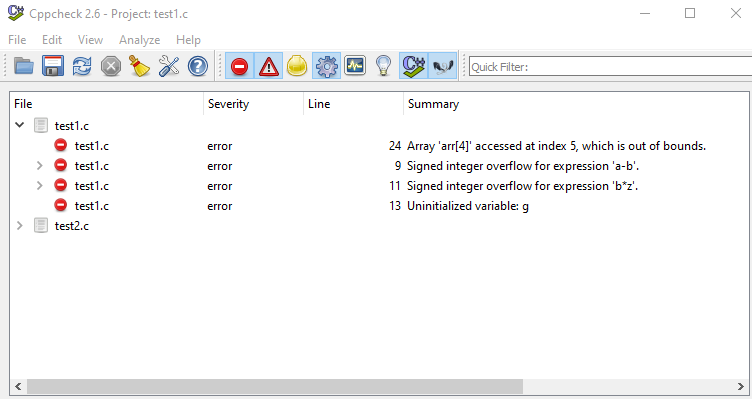 Cppcheck 2.6 - Project: test1.c
File Edit View Analyze Help
C++ Quick Filter:
File Severity Line Summary
test1.c
test1.c error 24 Array 'arr[4]' accessed at index 5, which is out of bounds.
test1.c error 9 Signed integer overflow for expression 'a-b'.
test1.c error 11 Signed integer overflow for expression 'b*z'.
test1.c error 13 Uninitialized variable: g
test2.c